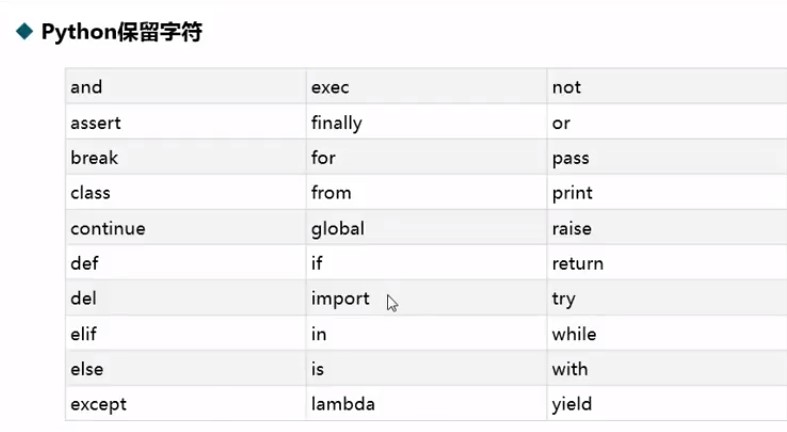 Python保留字符
and exec not
assert finally or
break for pass
class from print
continue global raise
def if return
del import try
elif in while
else is with
except lambda yield